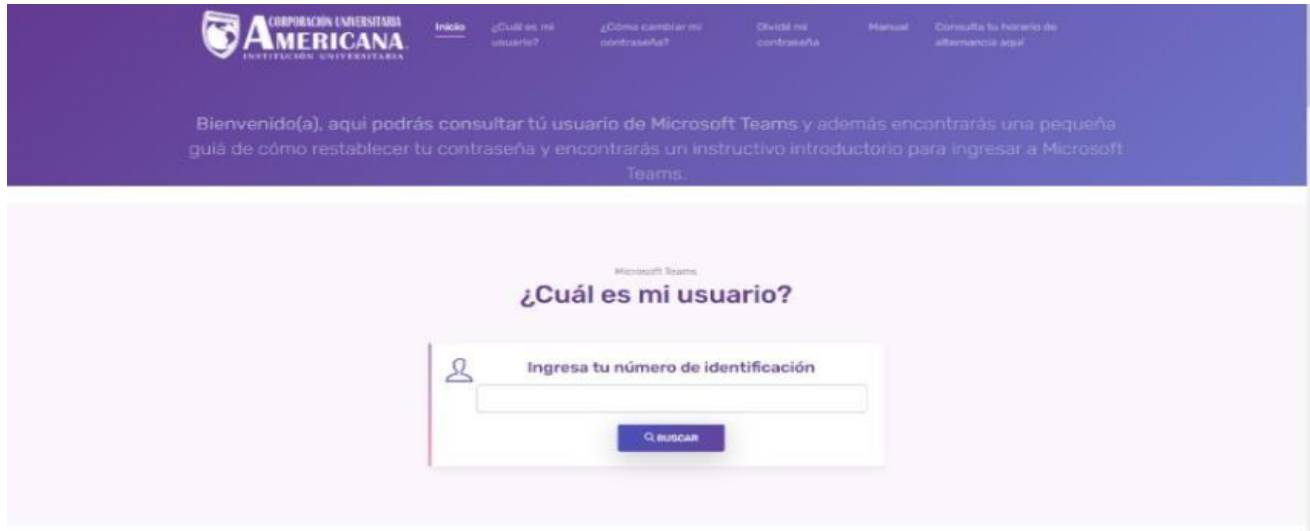 CORPORACIÓN UNIVERSITARIA
AMERICANA
INSTITUCIÓN UNIVERSITARIA
Inicio
¿Cuál es mi
usuario?
¿Cómo cambiar mi
contraseña?
Olvidé mi
contraseña
Manual
Consulta tu horario de
alternancia aquí
Bienvenido(a), aqui podrás consultar tú usuario de Microsoft Teams y además encontrarás una pequeña
guiá de cómo restablecer tu contraseña y encontrarás un instructivo introductorio para ingresar a Microsoft
Teams.
Microsoft Teams
¿Cuál es mi usuario?
Ingresa tu número de identificación
BUSCAR